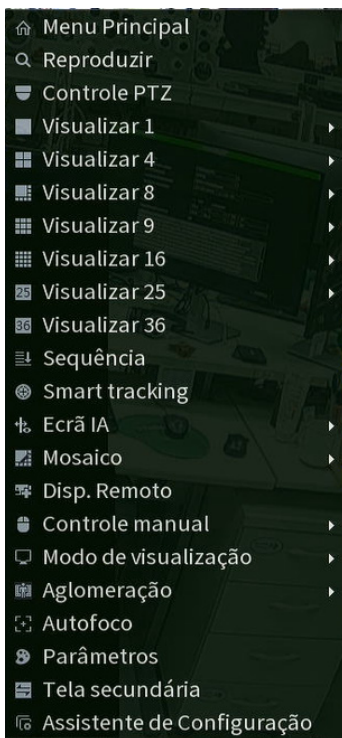 Menu Principal
Reproduzir
Controle PTZ
Visualizar 1
Visualizar 4
Visualizar 8
Visualizar 9
Visualizar 16
25 Visualizar 25
36 Visualizar 36
Sequência
Smart tracking
Ecrã IA
Mosaico
Disp. Remoto
Controle manual
Modo de visualização
Aglomeração
Autofoco
Parâmetros
Tela secundária
Assistente de Configuração